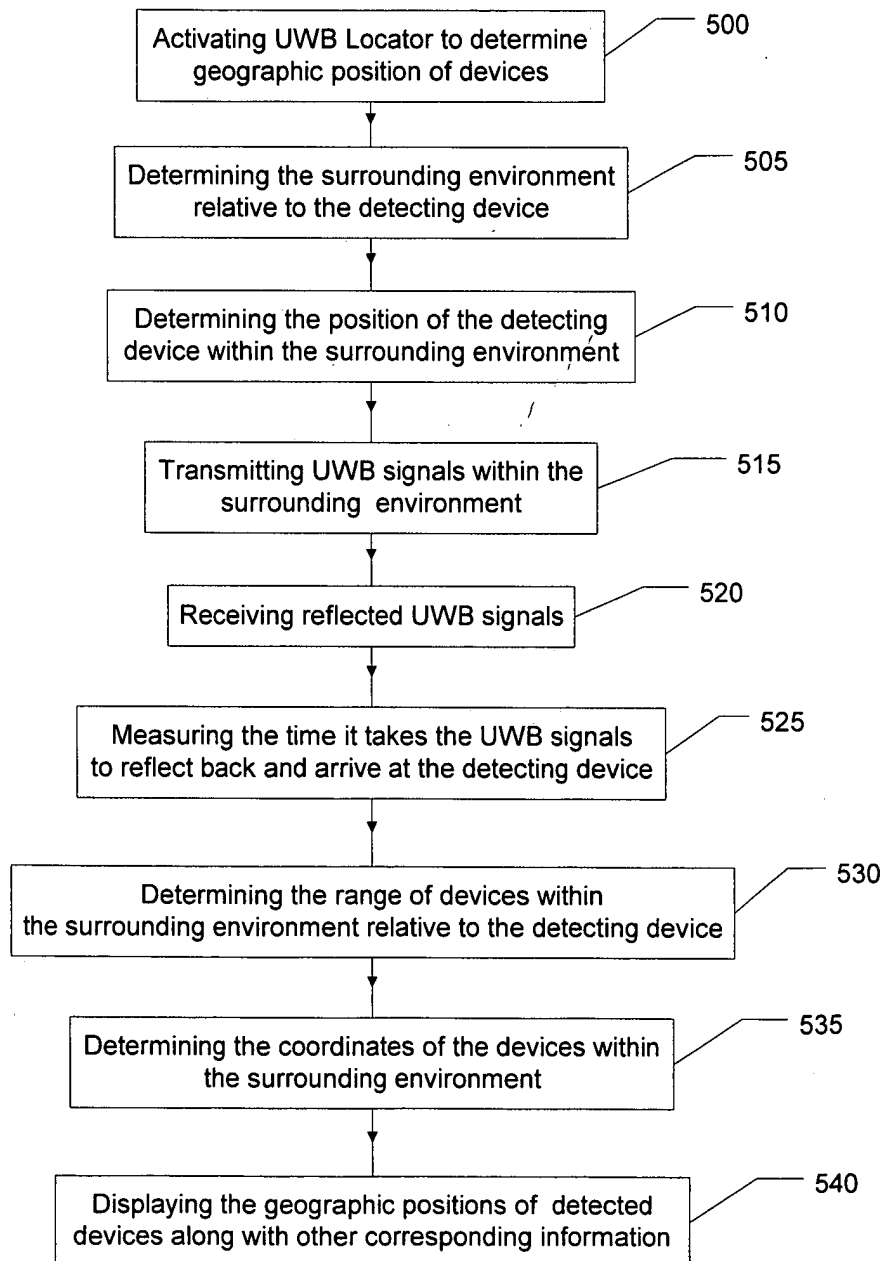 Activating UWB Locator to determine
geographic position of devices
500
Determining the surrounding environment
relative to the detecting device
505
Determining the position of the detecting
device within the surrounding environment
510
Transmitting UWB signals within the
surrounding environment
515
Receiving reflected UWB signals
520
Measuring the time it takes the UWB signals
to reflect back and arrive at the detecting device
525
Determining the range of devices within
the surrounding environment relative to the detecting device
530
Determining the coordinates of the devices within
the surrounding environment
535
Displaying the geographic positions of detected
devices along with other corresponding information
540